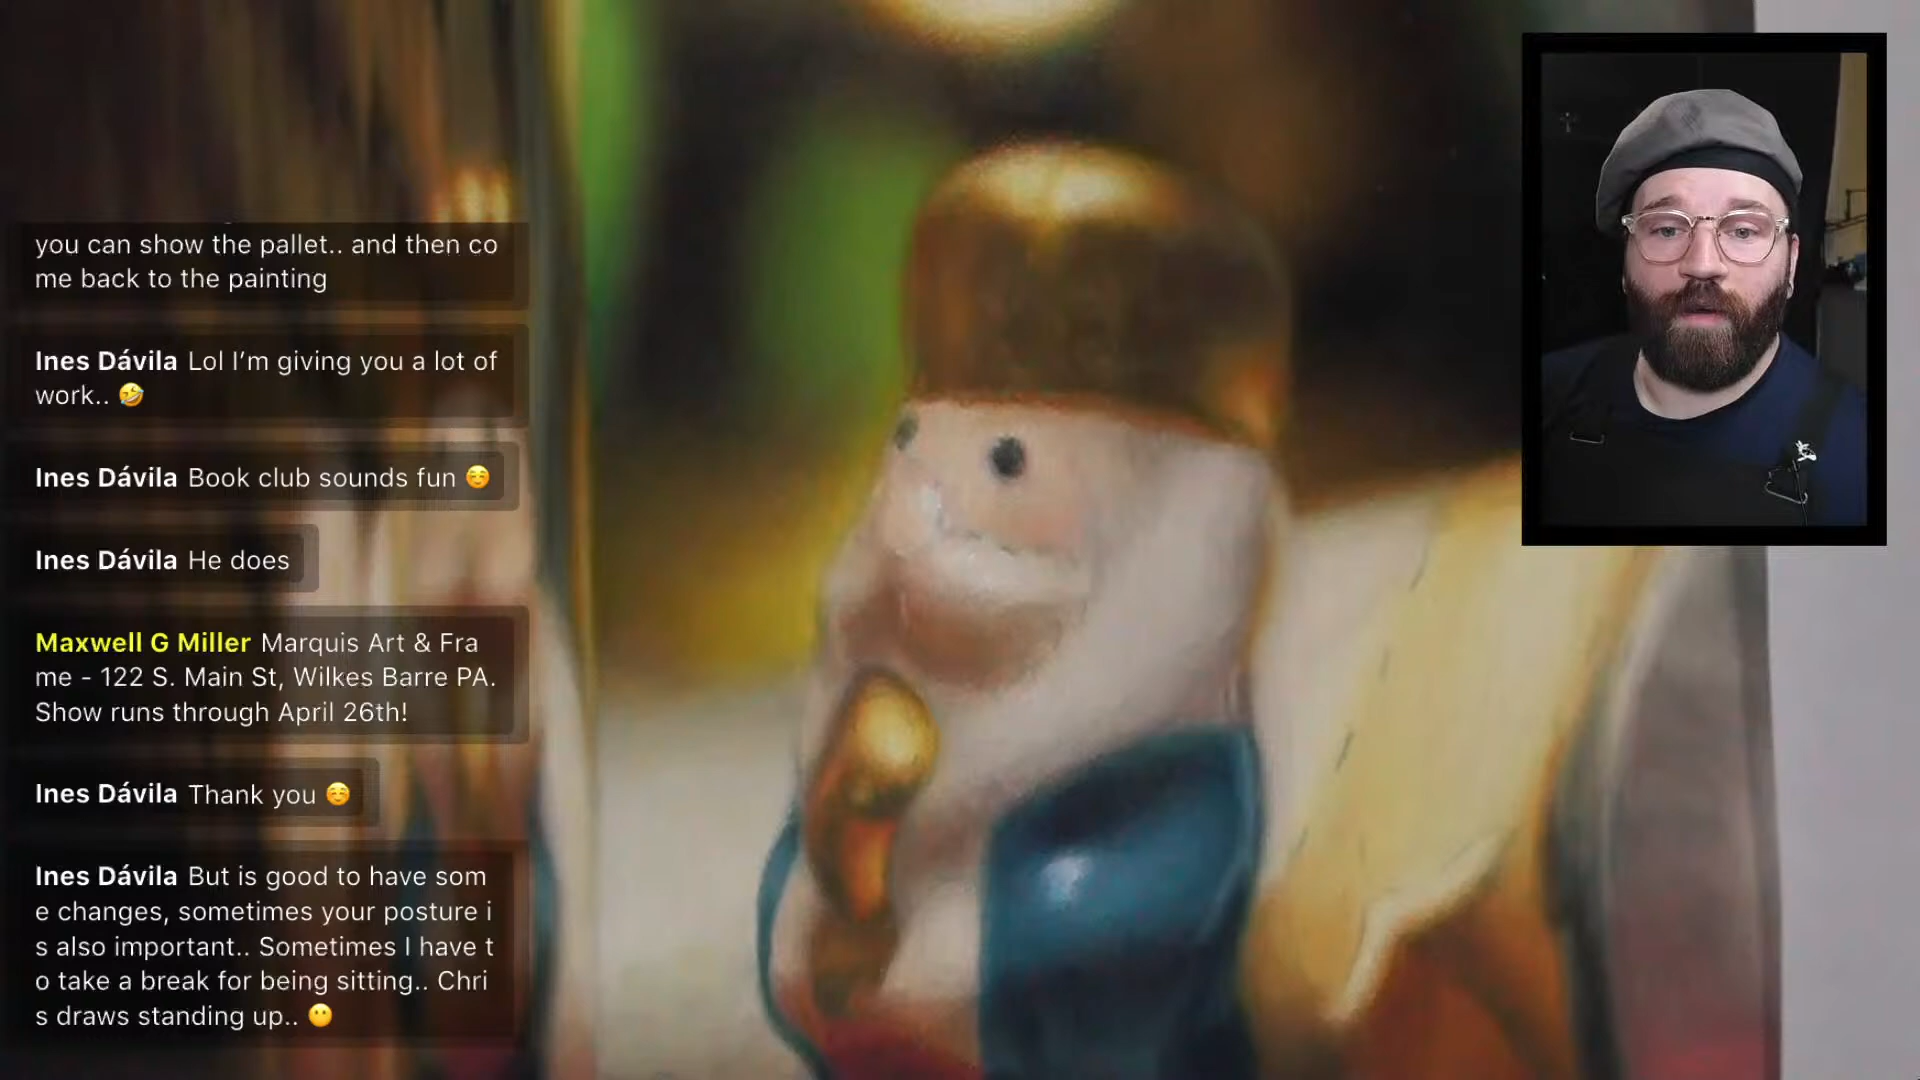 you can show the pallet.. and then co
me back to the painting
Ines Dávila Lol I’m giving you a lot of
work.. 🤣
Ines Dávila Book club sounds fun ☺️
Ines Dávila He does
Maxwell G Miller Marquis Art & Fra
me - 122 S. Main St, Wilkes Barre PA.
Show runs through April 26th!
Ines Dávila Thank you ☺️
Ines Dávila But is good to have som
e changes, sometimes your posture i
s also important.. Sometimes I have t
o take a break for being sitting.. Chri
s draws standing up.. 😶